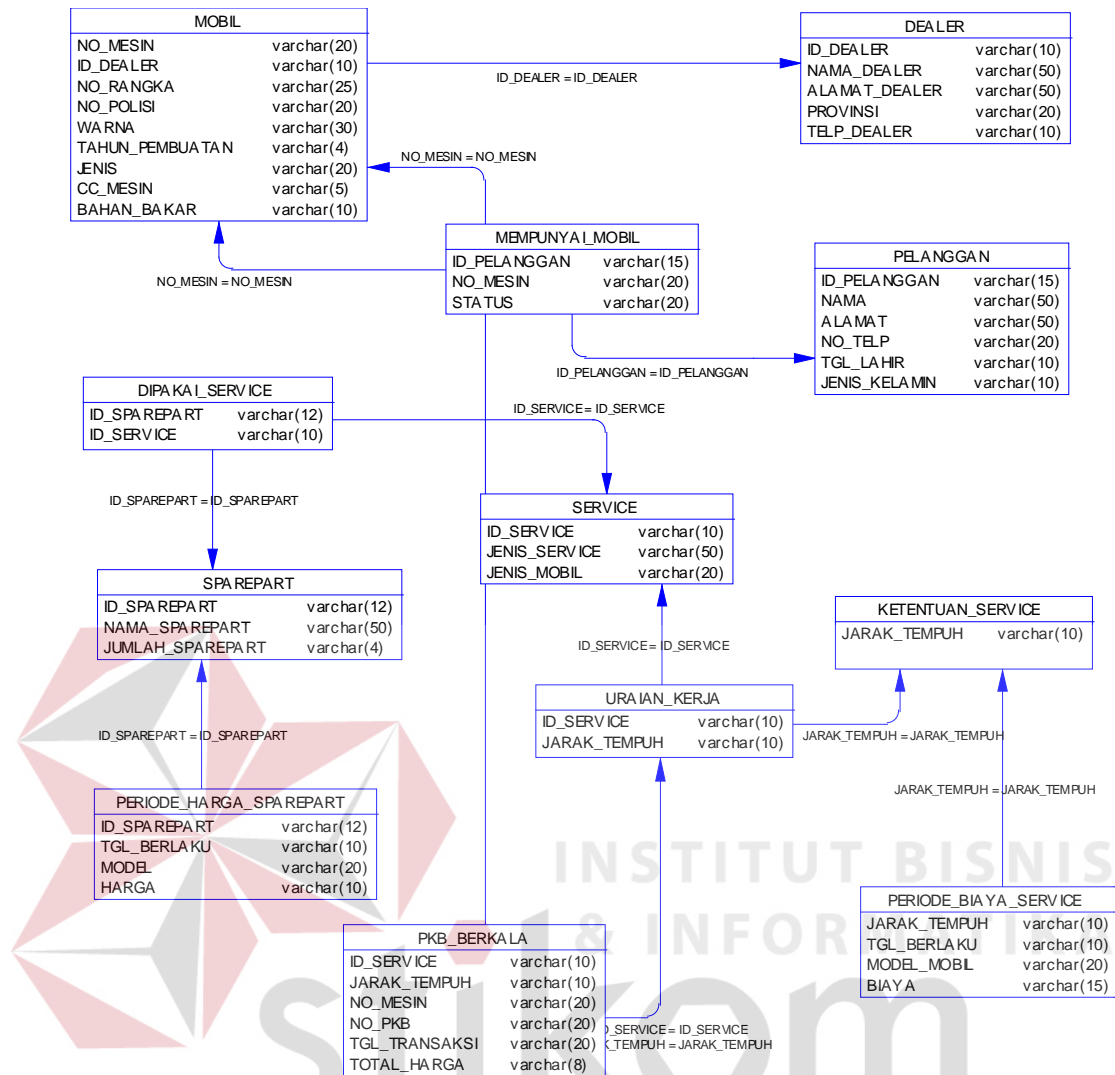 MOBIL
NO_MESIN varchar(20)
ID_DEALER varchar(10)
NO_RANGKA varchar(25)
NO_POLISI varchar(20)
WARNA varchar(30)
TAHUN_PEMBUATAN varchar(4)
JENIS varchar(20)
CC_MESIN varchar(5)
BAHAN_BAKAR varchar(10)
ID_DEALER = ID_DEALER
DEALER
ID_DEALER varchar(10)
NAMA_DEALER varchar(50)
ALAMAT_DEALER varchar(50)
PROVINSI varchar(20)
TELP_DEALER varchar(10)
NO_MESIN = NO_MESIN
NO_MESIN = NO_MESIN
MEMPUNYAI_MOBIL
ID_PELANGGAN varchar(15)
NO_MESIN varchar(20)
STATUS varchar(20)
PELANGGAN
ID_PELANGGAN varchar(15)
NAMA varchar(50)
ALAMAT varchar(50)
NO_TELP varchar(20)
TGL_LAHIR varchar(10)
JENIS_KELAMIN varchar(10)
ID_PELANGGAN = ID_PELANGGAN
DIPAKAI_SERVICE
ID_SPAREPART varchar(12)
ID_SERVICE varchar(10)
ID_SERVICE = ID_SERVICE
ID_SPAREPART = ID_SPAREPART
SERVICE
ID_SERVICE varchar(10)
JENIS_SERVICE varchar(50)
JENIS_MOBIL varchar(20)
SPAREPART
ID_SPAREPART varchar(12)
NAMA_SPAREPART varchar(50)
JUMLAH_SPAREPART varchar(4)
KETENTUAN_SERVICE
JARAK_TEMPUH varchar(10)
ID_SERVICE = ID_SERVICE
URAIAN_KERJA
ID_SERVICE varchar(10)
JARAK_TEMPUH varchar(10)
JARAK_TEMPUH = JARAK_TEMPUH
ID_SPAREPART = ID_SPAREPART
JARAK_TEMPUH = JARAK_TEMPUH
PERIODE_HARGA_SPAREPART
ID_SPAREPART varchar(12)
TGL_BERLAKU varchar(10)
MODEL varchar(20)
HARGA varchar(10)
INSTITUT BISNIS
& INFORMATIKA
stikom
PERIODE_BIAYA_SERVICE
JARAK_TEMPUH varchar(10)
TGL_BERLAKU varchar(10)
MODEL_MOBIL varchar(20)
BIAYA varchar(15)
PKB_BERKALA
ID_SERVICE varchar(10)
JARAK_TEMPUH varchar(10)
NO_MESIN varchar(20)
NO_PKB varchar(20)
TGL_TRANSAKSI varchar(20)
TOTAL_HARGA varchar(8)
D_SERVICE = ID_SERVICE
K_TEMPUH = JARAK_TEMPUH